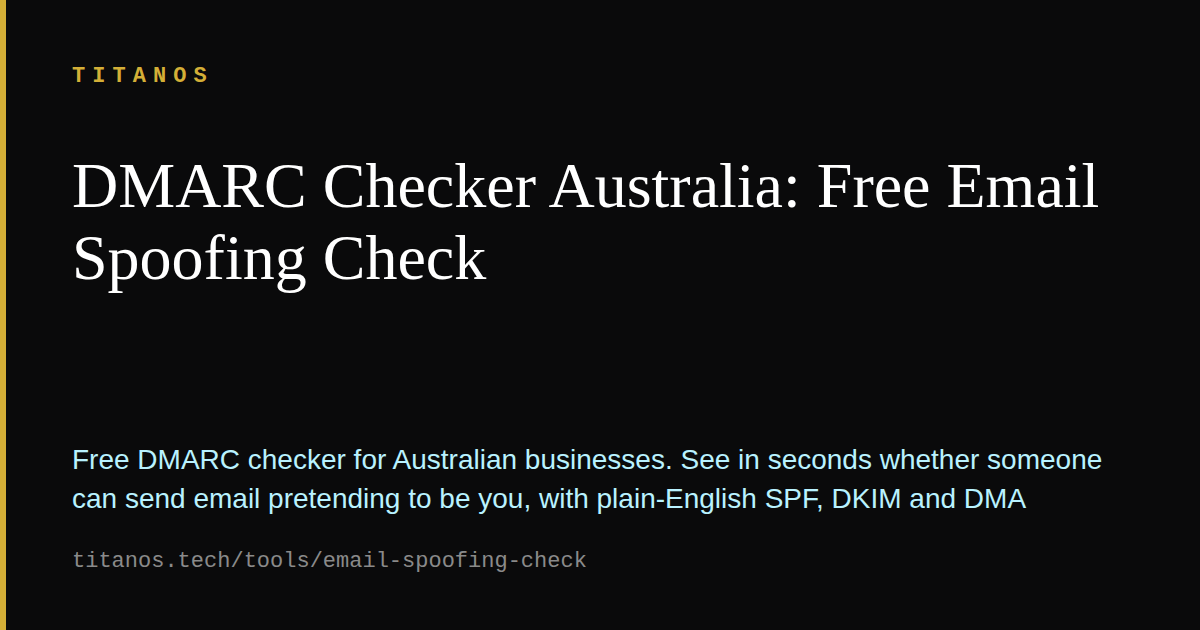 TITANOS
DMARC Checker Australia: Free Email
Spoofing Check
Free DMARC checker for Australian businesses. See in seconds whether someone
can send email pretending to be you, with plain-English SPF, DKIM and DMA
titanos.tech/tools/email-spoofing-check